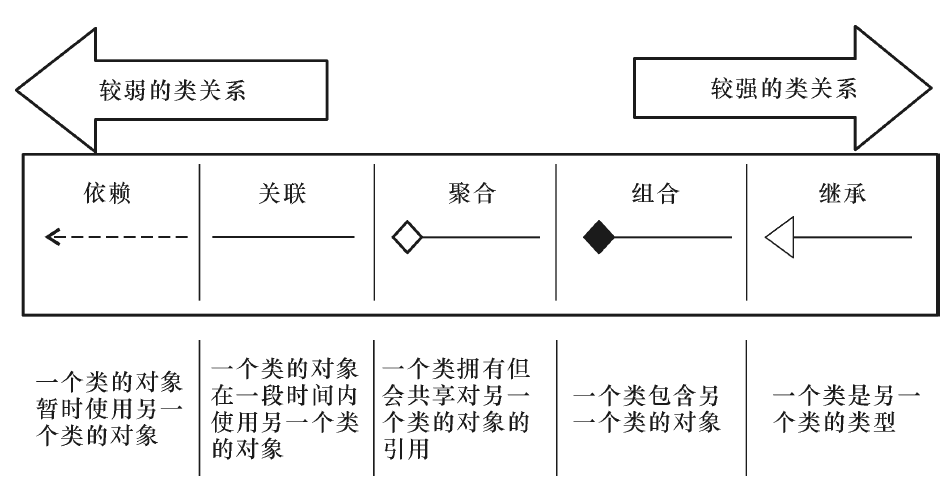 较弱的类关系
较强的类关系
依赖
关联
聚合
组合
继承
一个类的对象
暂时使用另一
个类的对象
一个类的对象
在一段时间内
使用另一个类
的对象
一个类拥有但
会共享对另一
个类的对象的
引用
一个类包含另
一个类的对象
一个类是另一
个类的类型